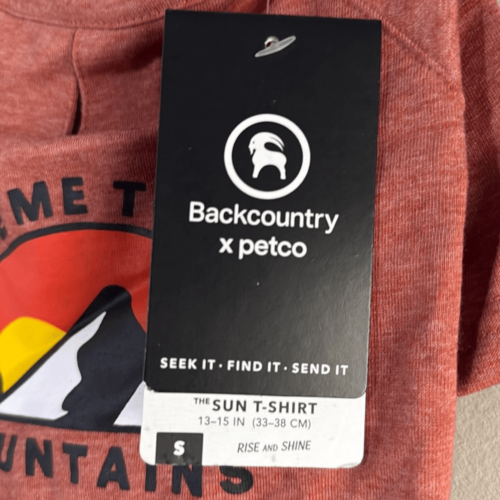 EME T
Backcountry
x petco
SEEK IT · FIND IT · SEND IT
THE SUN T-SHIRT
13–15 IN (33–38 CM)
S
RISE AND SHINE
UNTAINS